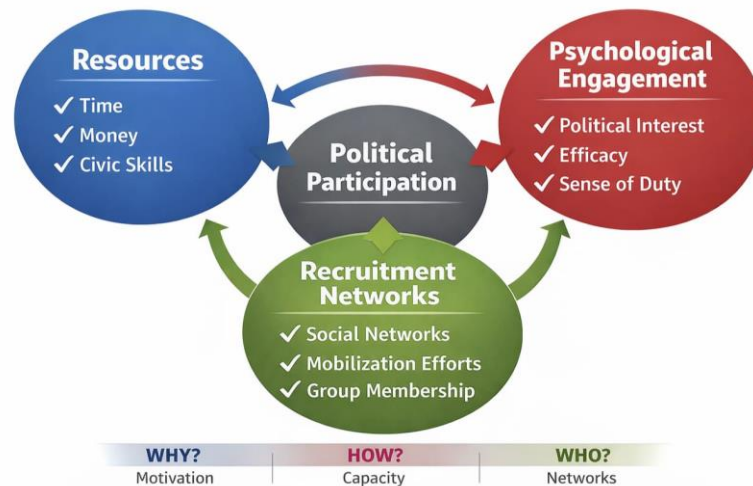 Resources
✓ Time
✓ Money
✓ Civic Skills
Psychological
Engagement
✓ Political Interest
✓ Efficacy
✓ Sense of Duty
Political
Participation
Recruitment
Networks
✓ Social Networks
✓ Mobilization Efforts
✓ Group Membership
WHY?
Motivation
HOW?
Capacity
WHO?
Networks